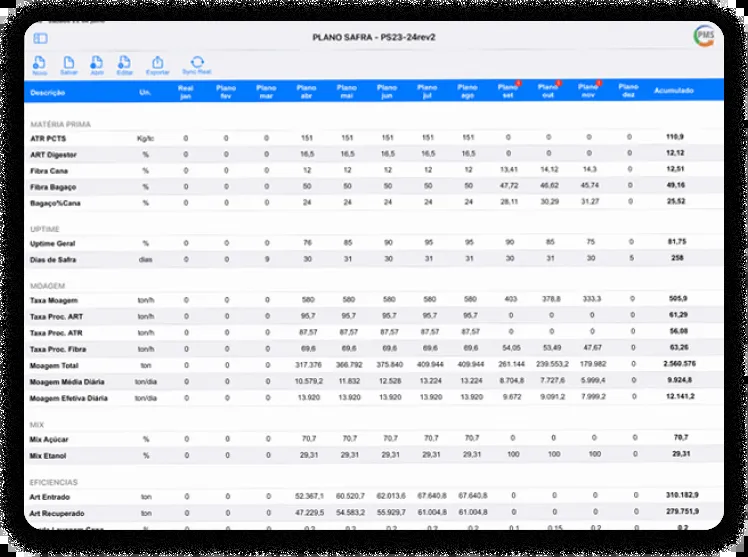 PLANO SAFRA - PS23-24rev2
PMS
Novo Salvar Abrir Editar Exportar Sync Real
Descrição Un. Real jan Plano fev Plano mar Plano abr Plano mai Plano jun Plano jul Plano ago Plano set Plano out Plano nov Plano dez Acumulado
MATÉRIA PRIMA
ATR PCTS Kg/tc 0 0 0 151 151 151 151 151 0 0 0 0 110,9
ART Digestor % 0 0 0 16,5 16,5 16,5 16,5 16,5 0 0 0 0 12,12
Fibra Cana % 0 0 0 12 12 12 12 12 13,41 14,12 14,3 0 12,51
Fibra Bagaço % 0 0 0 50 50 50 50 50 47,72 46,62 45,74 0 49,16
Bagaço%Cana % 0 0 0 24 24 24 24 24 28,11 30,29 31,27 0 25,52
UPTIME
Uptime Geral % 0 0 0 76 85 90 95 95 90 85 75 0 81,75
Dias de Safra dias 0 0 9 30 31 30 31 31 30 31 30 5 258
MOAGEM
Taxa Moagem ton/h 0 0 0 580 580 580 580 580 403 378,8 333,3 0 505,9
Taxa Proc. ART ton/h 0 0 0 95,7 95,7 95,7 95,7 95,7 0 0 0 0 61,29
Taxa Proc. ATR ton/h 0 0 0 87,57 87,57 87,57 87,57 87,57 0 0 0 0 56,08
Taxa Proc. Fibra ton/h 0 0 0 69,6 69,6 69,6 69,6 69,6 54,05 53,49 47,67 0 63,26
Moagem Total ton 0 0 0 317.376 366.792 375.840 409.944 409.944 261.144 239.553,2 179.982 0 2.560.576
Moagem Média Diária ton/dia 0 0 0 10.579,2 11.832 12.528 13.224 13.224 8.704,8 7.727,6 5.999,4 0 9.924,8
Moagem Efetiva Diária ton/dia 0 0 0 13.920 13.920 13.920 13.920 13.920 9.672 9.091,2 7.999,2 0 12.141,2
MIX
Mix Açúcar % 0 0 0 70,7 70,7 70,7 70,7 70,7 0 0 0 0 70,7
Mix Etanol % 0 0 0 29,31 29,31 29,31 29,31 29,31 100 100 100 0 29,31
EFICIENCIAS
Art Entrado ton 0 0 0 52.367,1 60.520,7 62.013,6 67.640,8 67.640,8 0 0 0 0 310.182,9
Art Recuperado ton 0 0 0 47.229,5 54.583,2 55.929,7 61.004,8 61.004,8 0 0 0 0 279.751,9